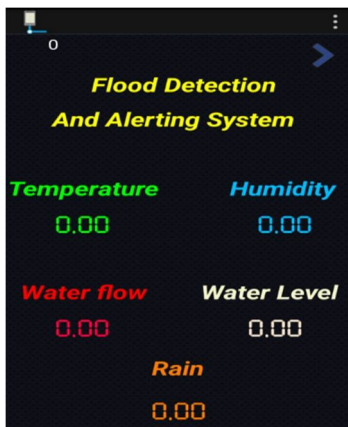 0
Flood Detection
And Alerting System
Temperature Humidity
0.00 0.00
Water flow Water Level
0.00 0.00
Rain
0.00